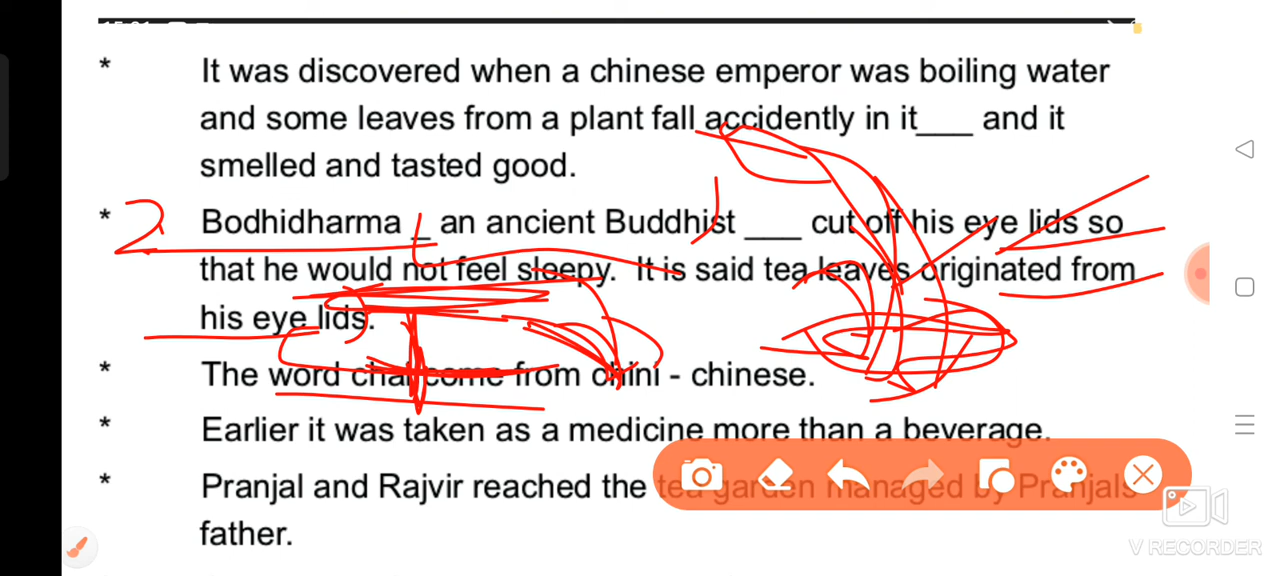 * It was discovered when a chinese emperor was boiling water
and some leaves from a plant fall accidently in it___ and it
smelled and tasted good.
* 2 Bodhidharma _ an ancient Buddhist ___ cut off his eye lids so
that he would not feel sleepy. It is said tea leaves originated from
his eye lids.
* The word chai come from chini - chinese.
* Earlier it was taken as a medicine more than a beverage.
* Pranjal and Rajvir reached the tea garden managed by Pranjals
father.
V RECORDER